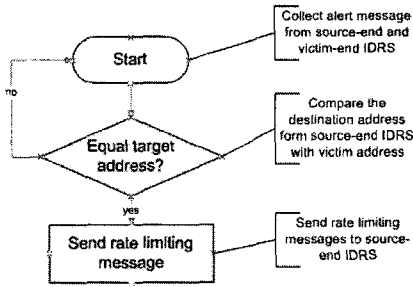 Start
Collect alert message
from source-end and
victim-end IDRS
no
Equal target
address?
Compare the
destination address
form source-end IDRS
with victim address
yes
Send rate limiting
message
Send rate limiting
messages to source-
end IDRS